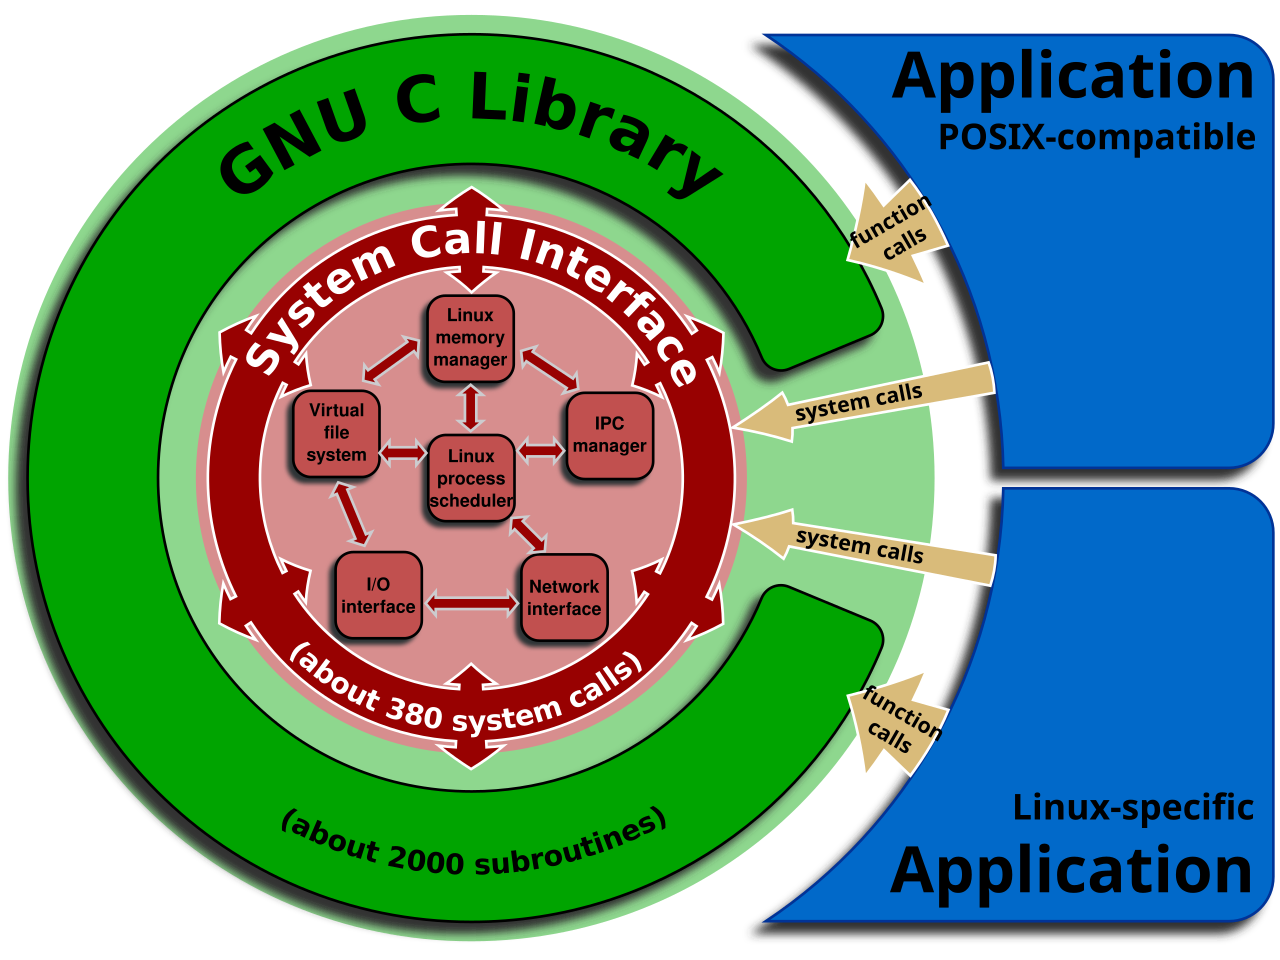 GNU C Library
System Call Interface
Linux
memory
manager
Virtual
file
system
IPC
manager
Linux
process
scheduler
I/O
interface
Network
interface
(about 380 system calls)
(about 2000 subroutines)
Application
POSIX-compatible
function
calls
system calls
system calls
function
calls
Linux-specific
Application